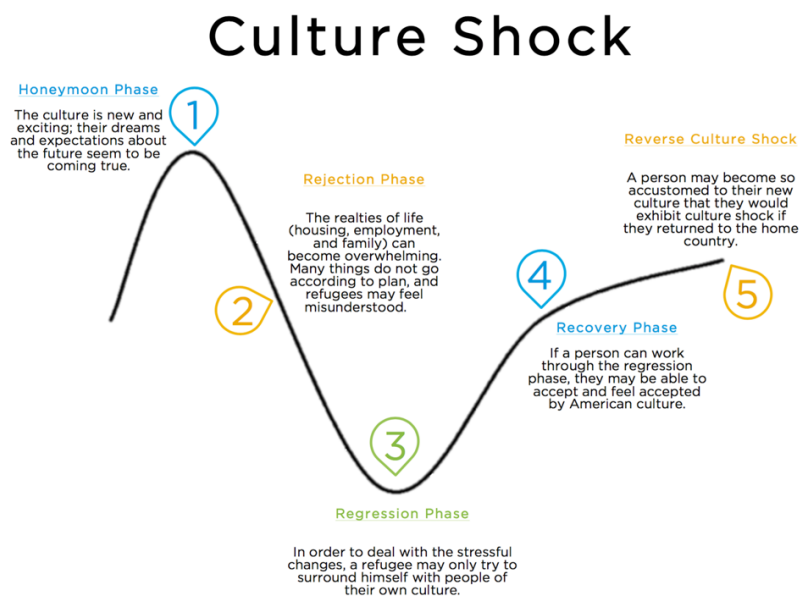 Culture Shock
Honeymoon Phase
The culture is new and
exciting; their dreams
and expectations about
the future seem to be
coming true.
1
Rejection Phase
The realties of life
(housing, employment,
and family) can
become overwhelming.
Many things do not go
according to plan, and
refugees may feel
misunderstood.
2
3
Regression Phase
In order to deal with the stressful
changes, a refugee may only try to
surround himself with people of
their own culture.
4
Recovery Phase
If a person can work
through the regression
phase, they may be able to
accept and feel accepted
by American culture.
Reverse Culture Shock
A person may become so
accustomed to their new
culture that they would
exhibit culture shock if
they returned to the home
country.
5